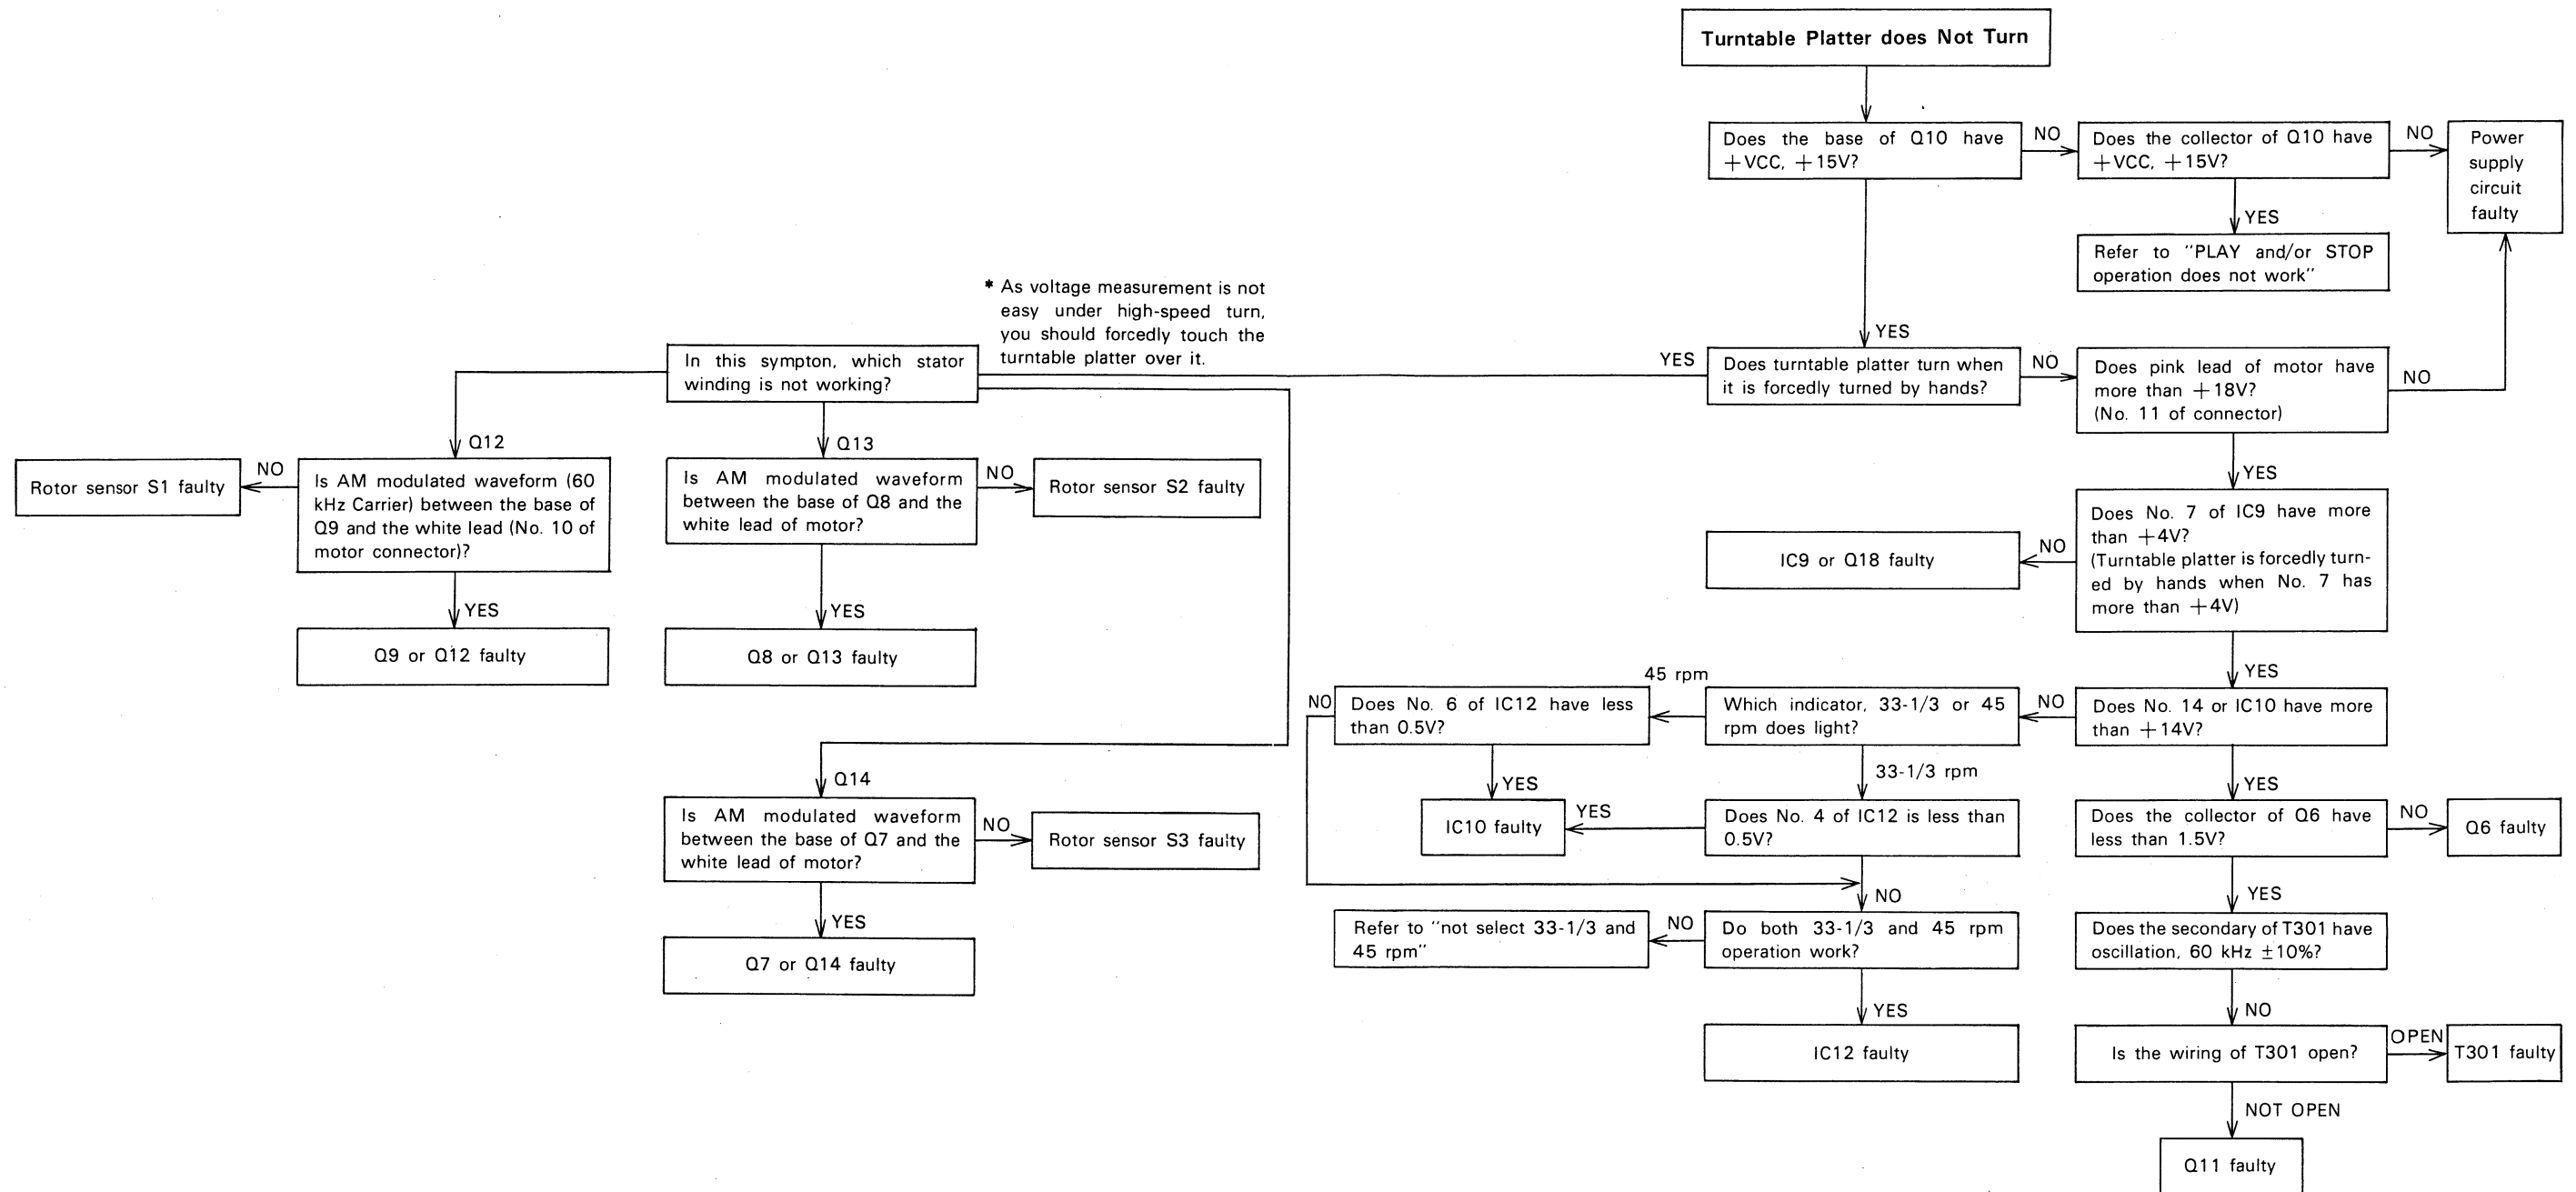 Turntable Platter does Not Turn
Does the base of Q10 have
+VCC, +15V?
NO
Does the collector of Q10 have
+VCC, +15V?
NO
Power
supply
circuit
faulty
YES
Refer to "PLAY and/or STOP
operation does not work"
* As voltage measurement is not
easy under high-speed turn,
you should forcedly touch the
turntable platter over it.
YES
In this sympton, which stator
winding is not working?
YES
Does turntable platter turn when
it is forcedly turned by hands?
NO
Does pink lead of motor have
more than +18V?
(No. 11 of connector)
NO
Q12
Q13
Rotor sensor S1 faulty
NO
Is AM modulated waveform (60
kHz Carrier) between the base of
Q9 and the white lead (No. 10 of
motor connector)?
Is AM modulated waveform
between the base of Q8 and the
white lead of motor?
NO
Rotor sensor S2 faulty
YES
IC9 or Q18 faulty
NO
Does No. 7 of IC9 have more
than +4V?
(Turntable platter is forcedly turn-
ed by hands when No. 7 has
more than +4V)
YES
YES
Q9 or Q12 faulty
Q8 or Q13 faulty
YES
45 rpm
NO
Does No. 6 of IC12 have less
than 0.5V?
Which indicator, 33-1/3 or 45
rpm does light?
NO
Does No. 14 or IC10 have more
than +14V?
Q14
YES
33-1/3 rpm
YES
Is AM modulated waveform
between the base of Q7 and the
white lead of motor?
NO
Rotor sensor S3 faulty
IC10 faulty
YES
Does No. 4 of IC12 is less than
0.5V?
Does the collector of Q6 have
less than 1.5V?
NO
Q6 faulty
YES
NO
YES
Q7 or Q14 faulty
Refer to "not select 33-1/3 and
45 rpm"
NO
Do both 33-1/3 and 45 rpm
operation work?
Does the secondary of T301 have
oscillation, 60 kHz ±10%?
YES
NO
IC12 faulty
Is the wiring of T301 open?
OPEN
T301 faulty
NOT OPEN
Q11 faulty